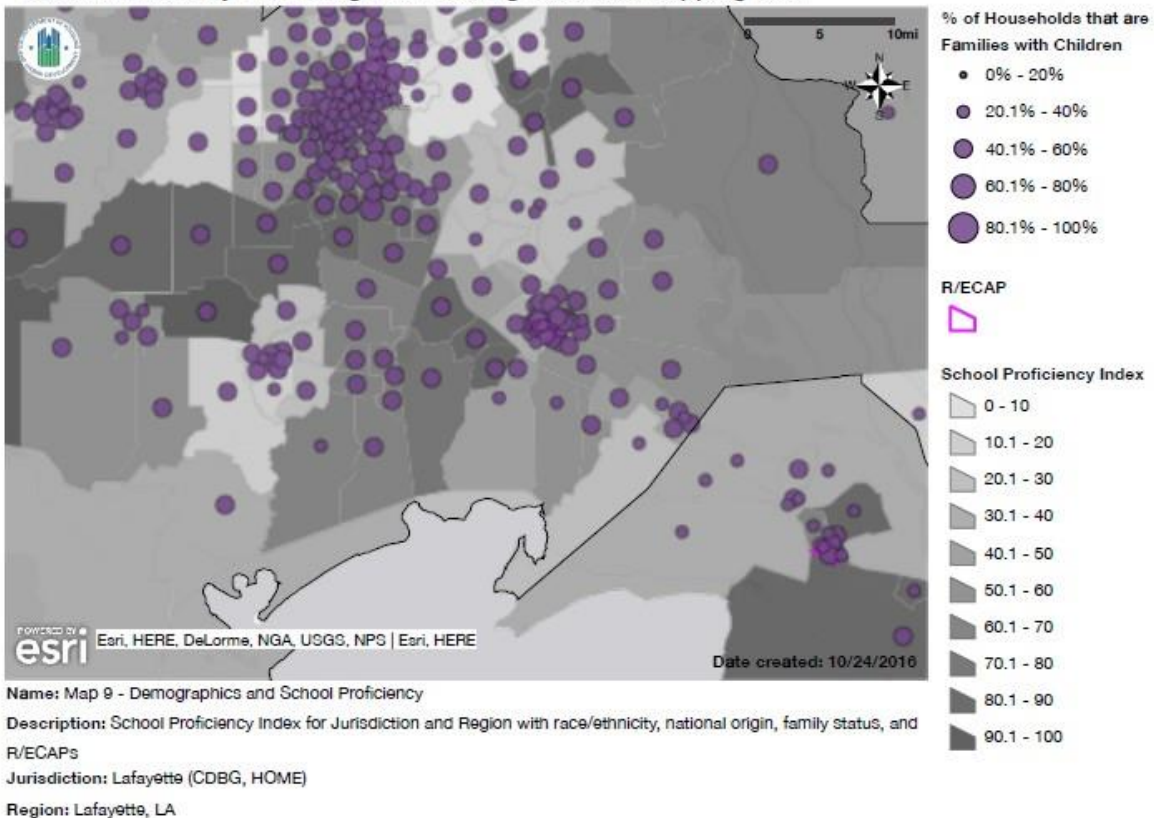 0 5 10mi
N
W E
S
% of Households that are
Families with Children
0% - 20%
20.1% - 40%
40.1% - 60%
60.1% - 80%
80.1% - 100%
R/ECAP
School Proficiency Index
0 - 10
10.1 - 20
20.1 - 30
30.1 - 40
40.1 - 50
50.1 - 60
60.1 - 70
70.1 - 80
80.1 - 90
90.1 - 100
POWERED BY
esri
Esri, HERE, DeLorme, NGA, USGS, NPS | Esri, HERE
Date created: 10/24/2016
Name: Map 9 - Demographics and School Proficiency
Description: School Proficiency Index for Jurisdiction and Region with race/ethnicity, national origin, family status, and
R/ECAPs
Jurisdiction: Lafayette (CDBG, HOME)
Region: Lafayette, LA